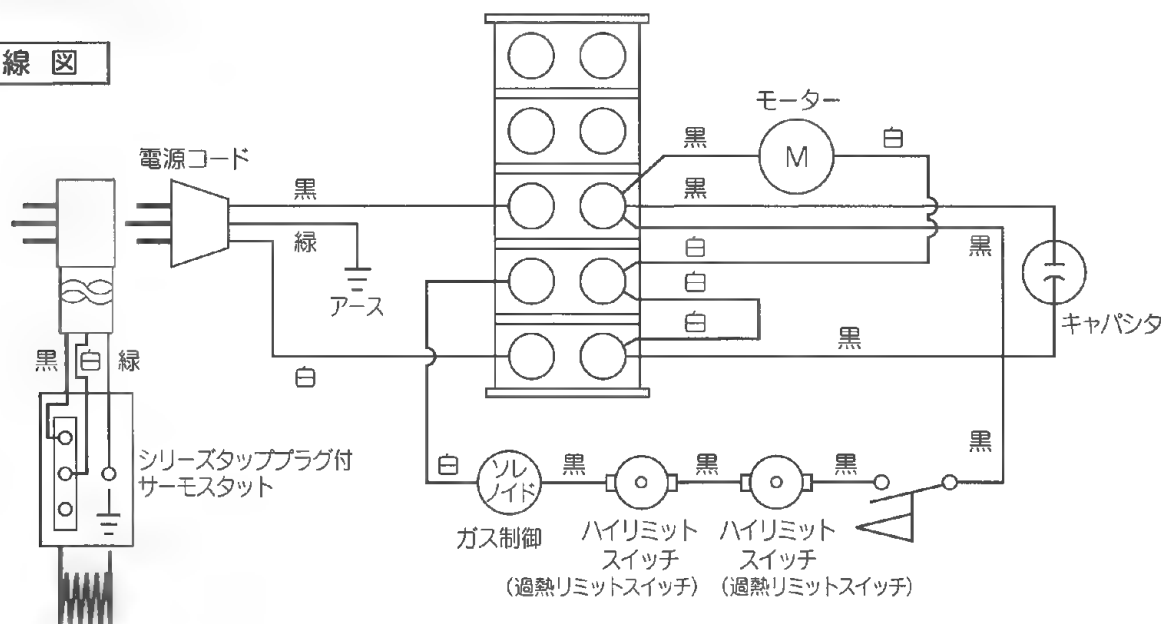 線 図
モーター
黒
M
白
電源コード
黒
黒
緑
白
黒
アース
白
キャパシタ
白
黒
黒
白
緑
白
黒
シリーズタッププラグ付
サーモスタット
白
ソレ
ノイド
黒
黒
黒
ガス制御
ハイリミット
スイッチ
(過熱リミットスイッチ)
ハイリミット
スイッチ
(過熱リミットスイッチ)